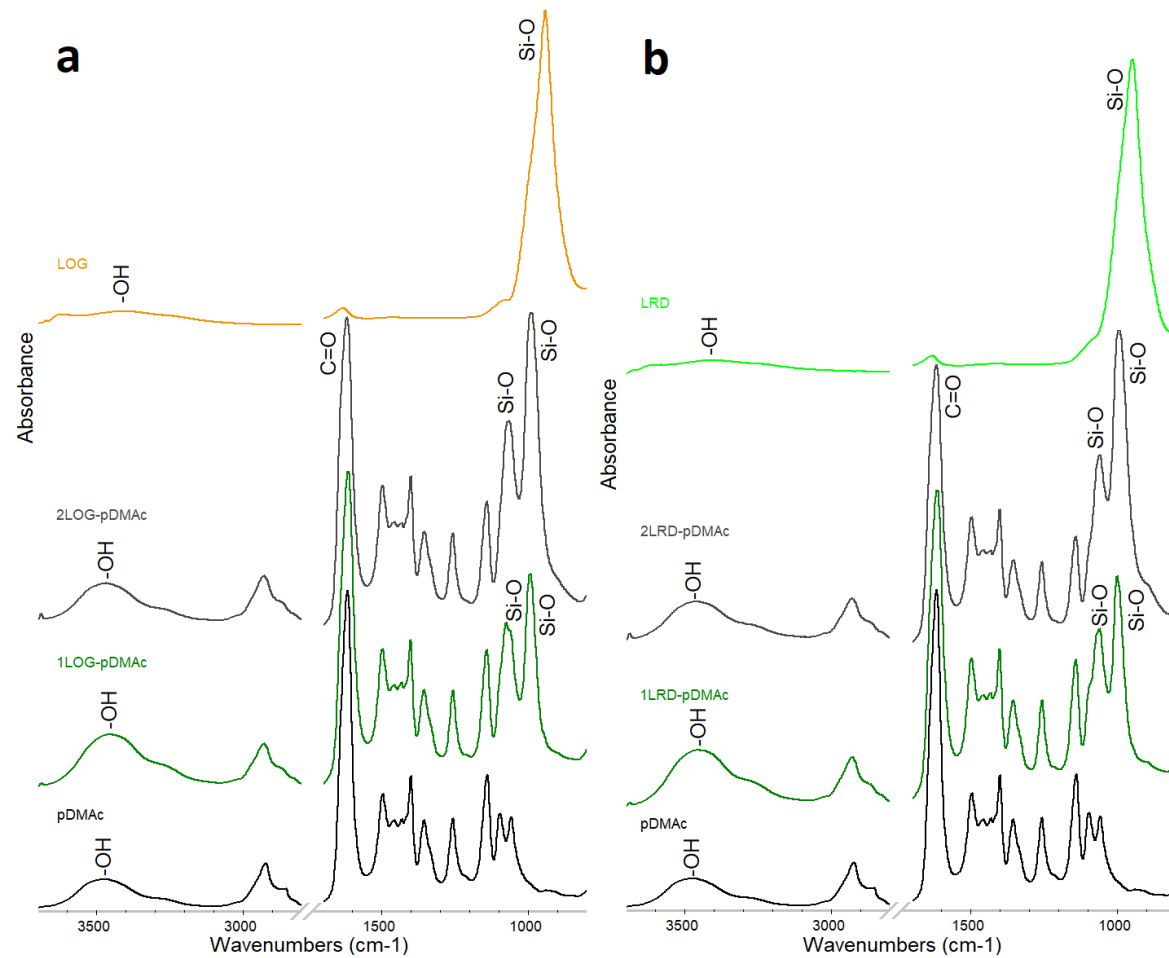 a
Si-O
LOG
-OH
C=O
Si-O
Si-O
2LOG-pDMAc
-OH
Si-O
Si-O
1LOG-pDMAc
-OH
pDMAc
-OH
Absorbance
3500
3000
1500
1000
Wavenumbers (cm-1)
b
Si-O
LRD
-OH
C=O
Si-O
Si-O
2LRD-pDMAc
-OH
Si-O
Si-O
1LRD-pDMAc
-OH
pDMAc
-OH
Absorbance
3500
3000
1500
1000
Wavenumbers (cm-1)